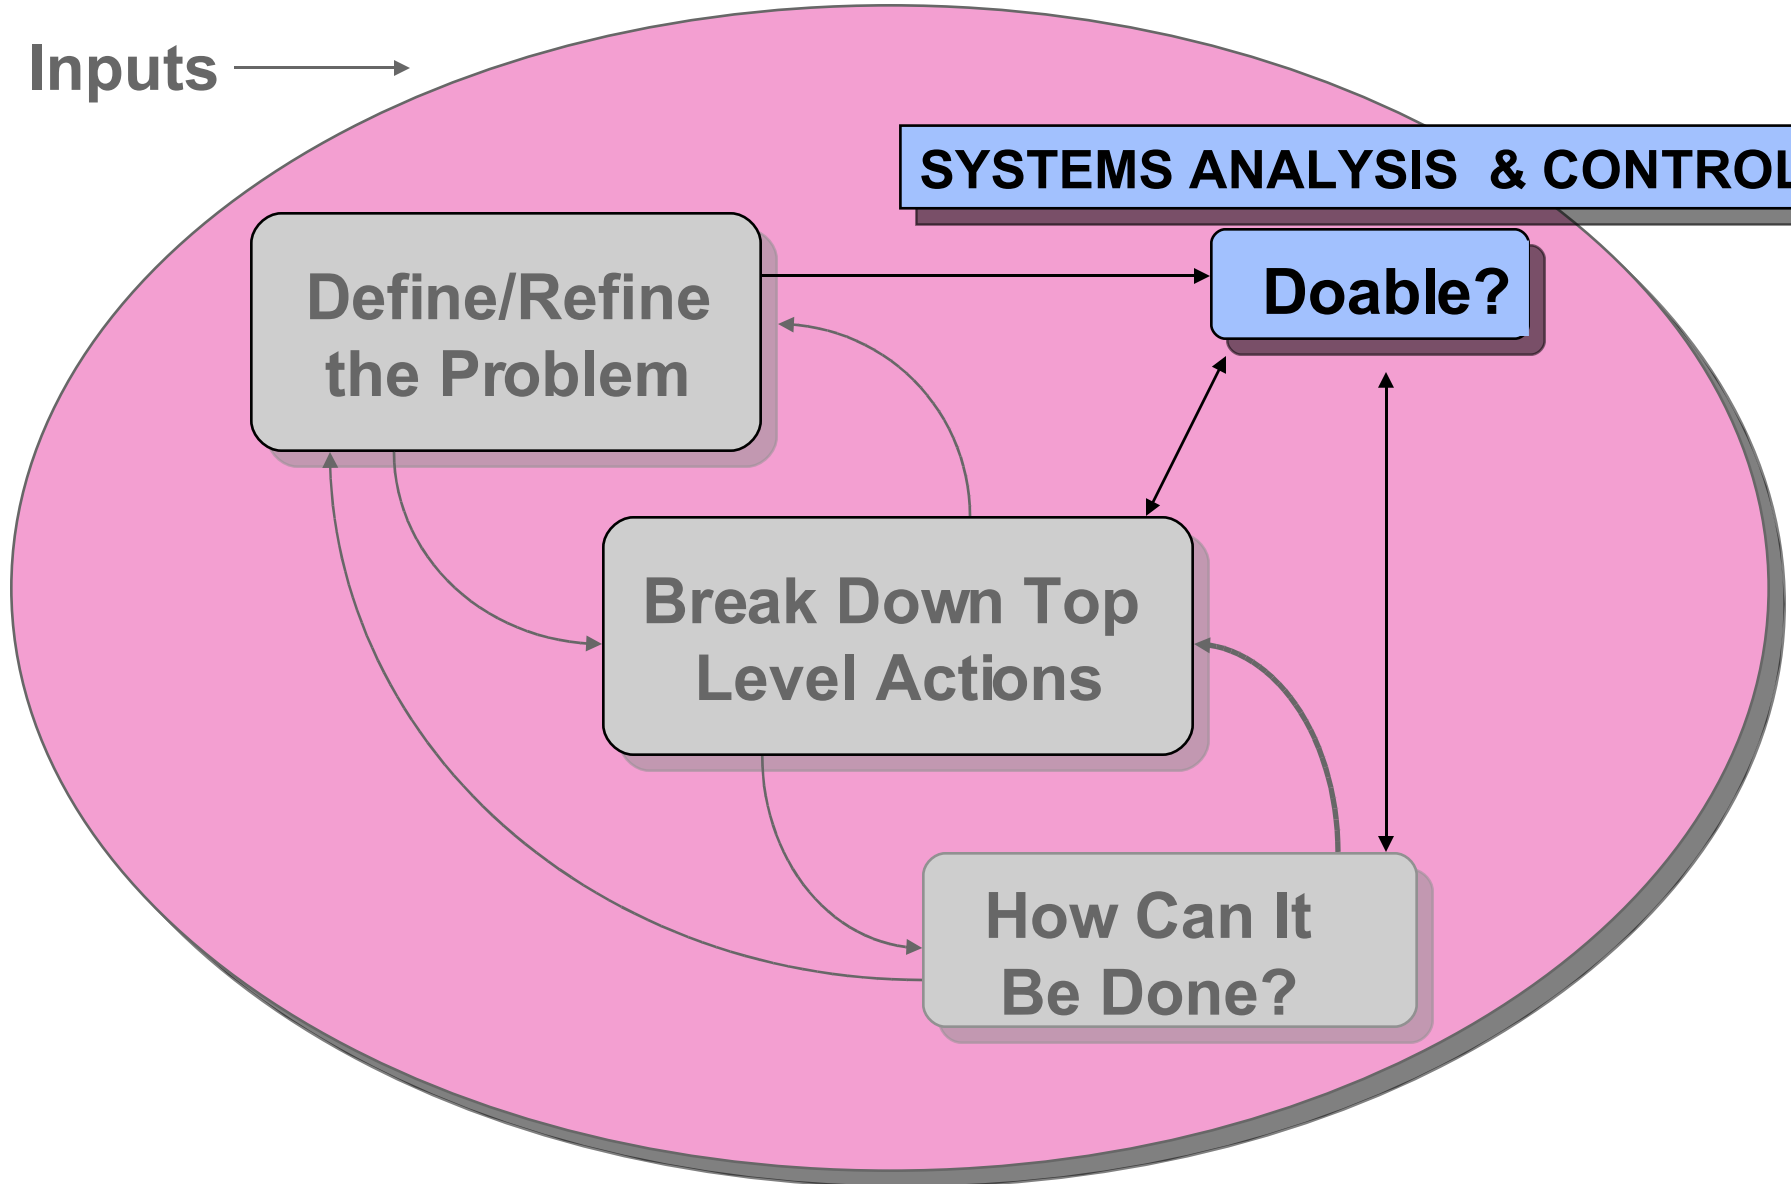 Inputs
SYSTEMS ANALYSIS & CONTROL
Define/Refine
the Problem
Doable?
Break Down Top
Level Actions
How Can It
Be Done?